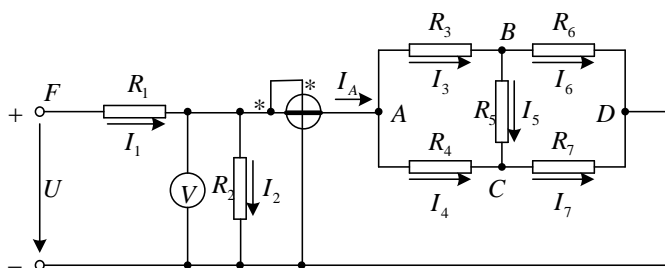 R3 B R6
F R1 * * IA I3 I6
+ A R5 I5 D
I1 R4 R7
U V R2 I2 C
I4 I7
−